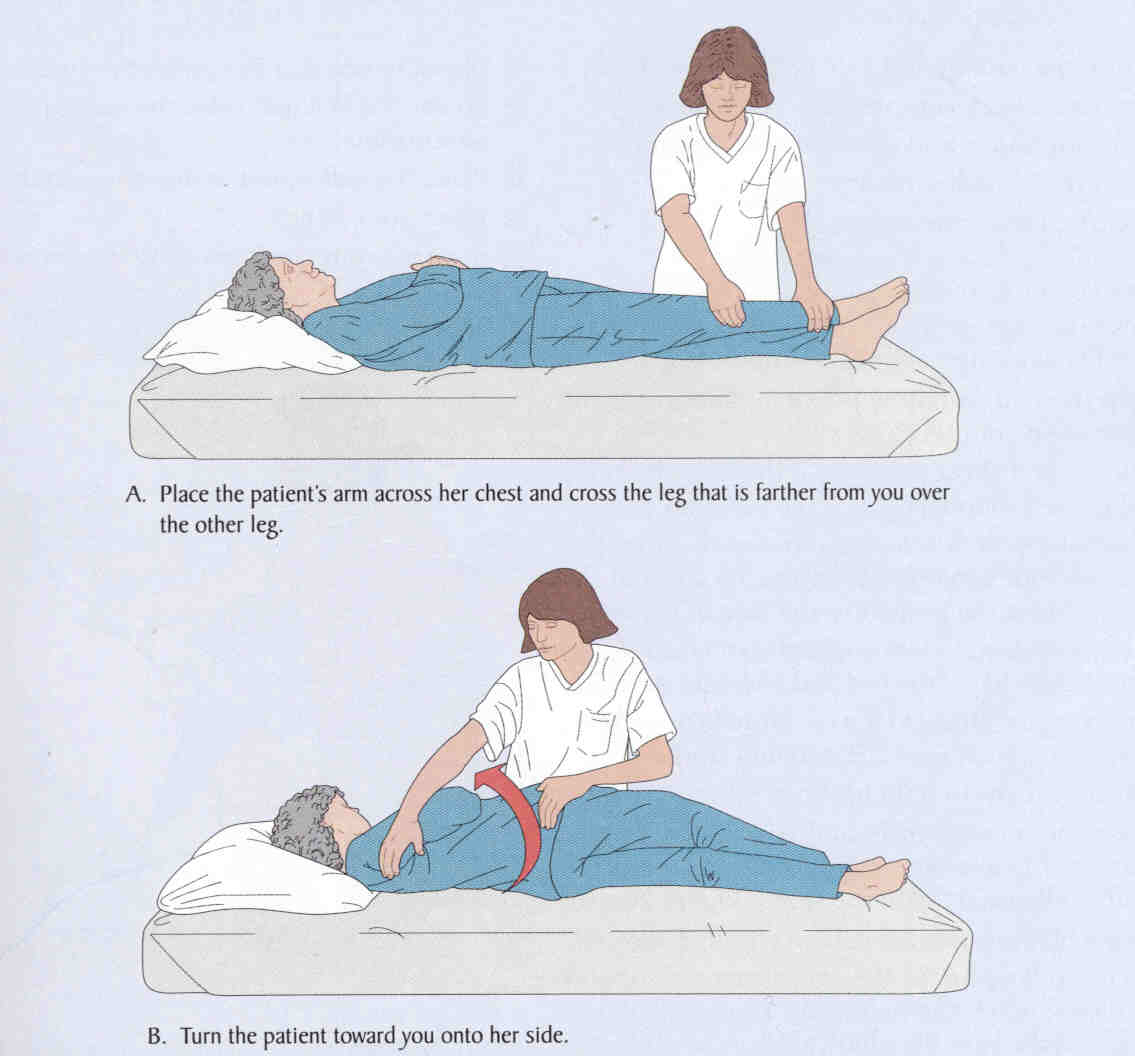 A. Place the patient's arm across her chest and cross the leg that is farther from you over
the other leg.
B. Turn the patient toward you onto her side.